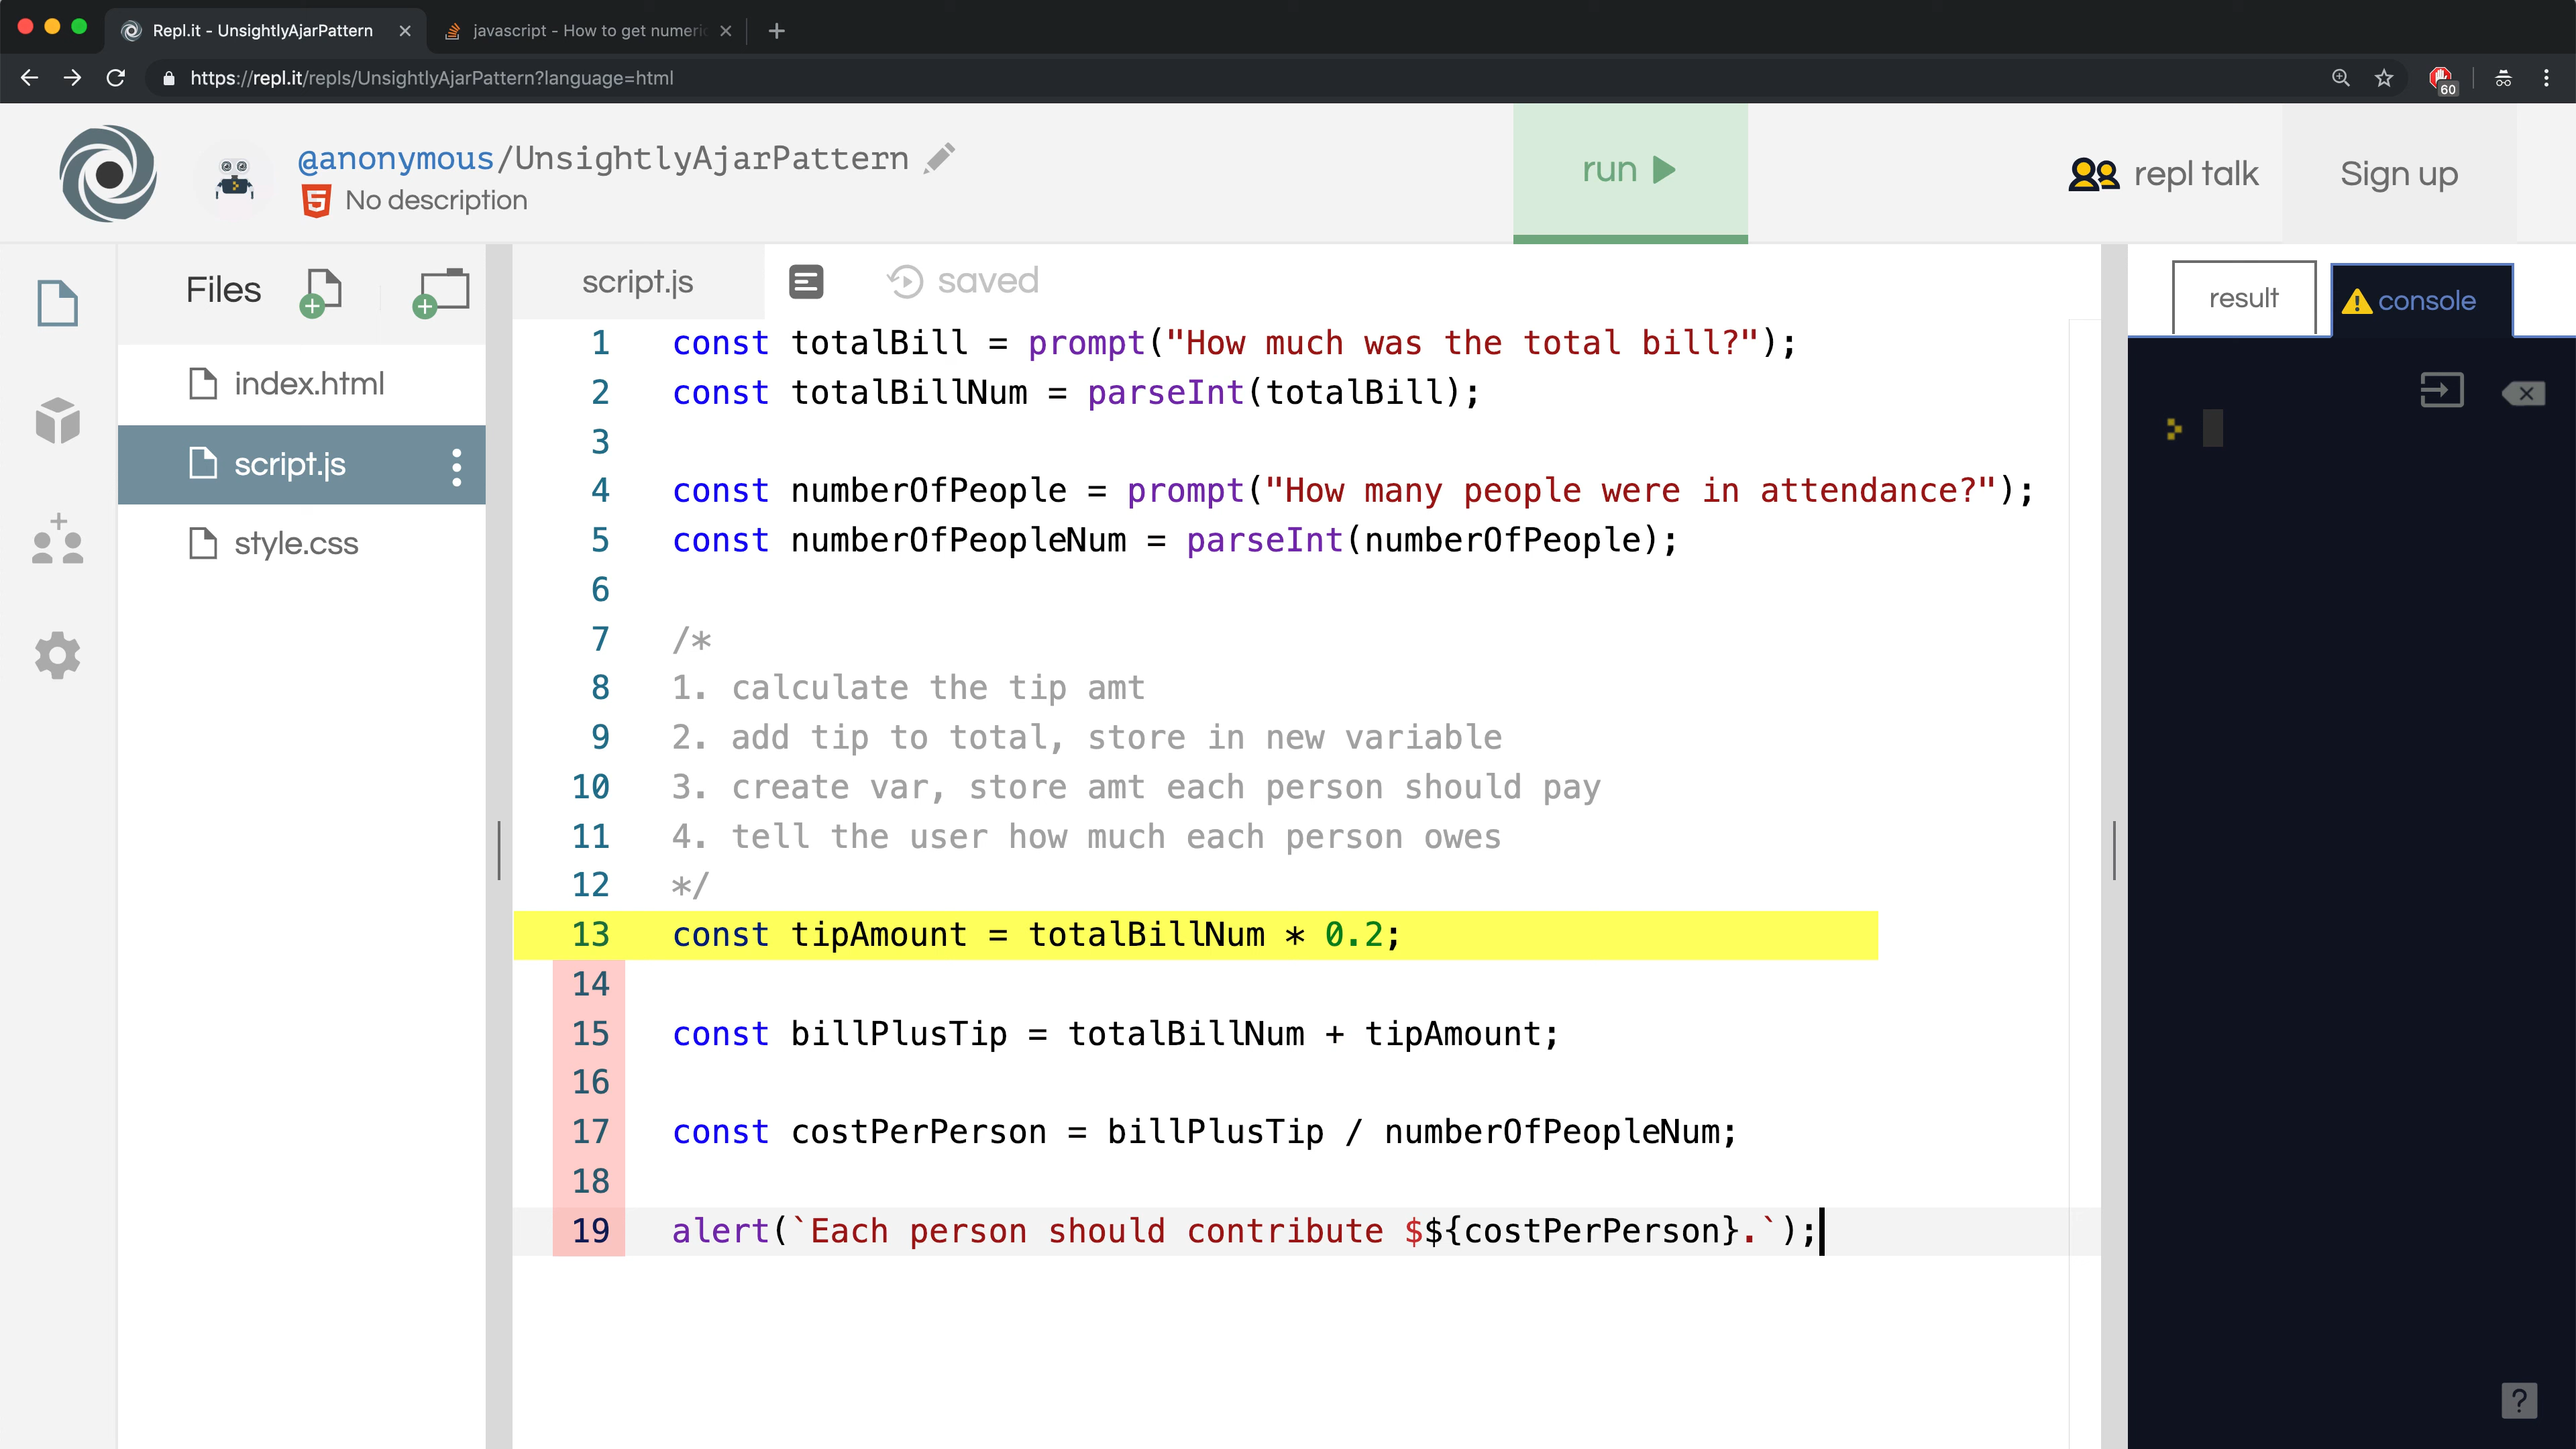 Repl.it - UnsightlyAjarPattern
javascript - How to get numeric
https://repl.it/repls/UnsightlyAjarPattern?language=html
60
@anonymous/UnsightlyAjarPattern
5 No description
run
repl talk
Sign up
Files
index.html
script.js
style.css
script.js
saved
result
console
1 const totalBill = prompt("How much was the total bill?");
2 const totalBillNum = parseInt(totalBill);
3
4 const numberOfPeople = prompt("How many people were in attendance?");
5 const numberOfPeopleNum = parseInt(numberOfPeople);
6
7 /*
8 1. calculate the tip amt
9 2. add tip to total, store in new variable
10 3. create var, store amt each person should pay
11 4. tell the user how much each person owes
12 */
13 const tipAmount = totalBillNum * 0.2;
14
15 const billPlusTip = totalBillNum + tipAmount;
16
17 const costPerPerson = billPlusTip / numberOfPeopleNum;
18
19 alert(`Each person should contribute $${costPerPerson}.`);
?